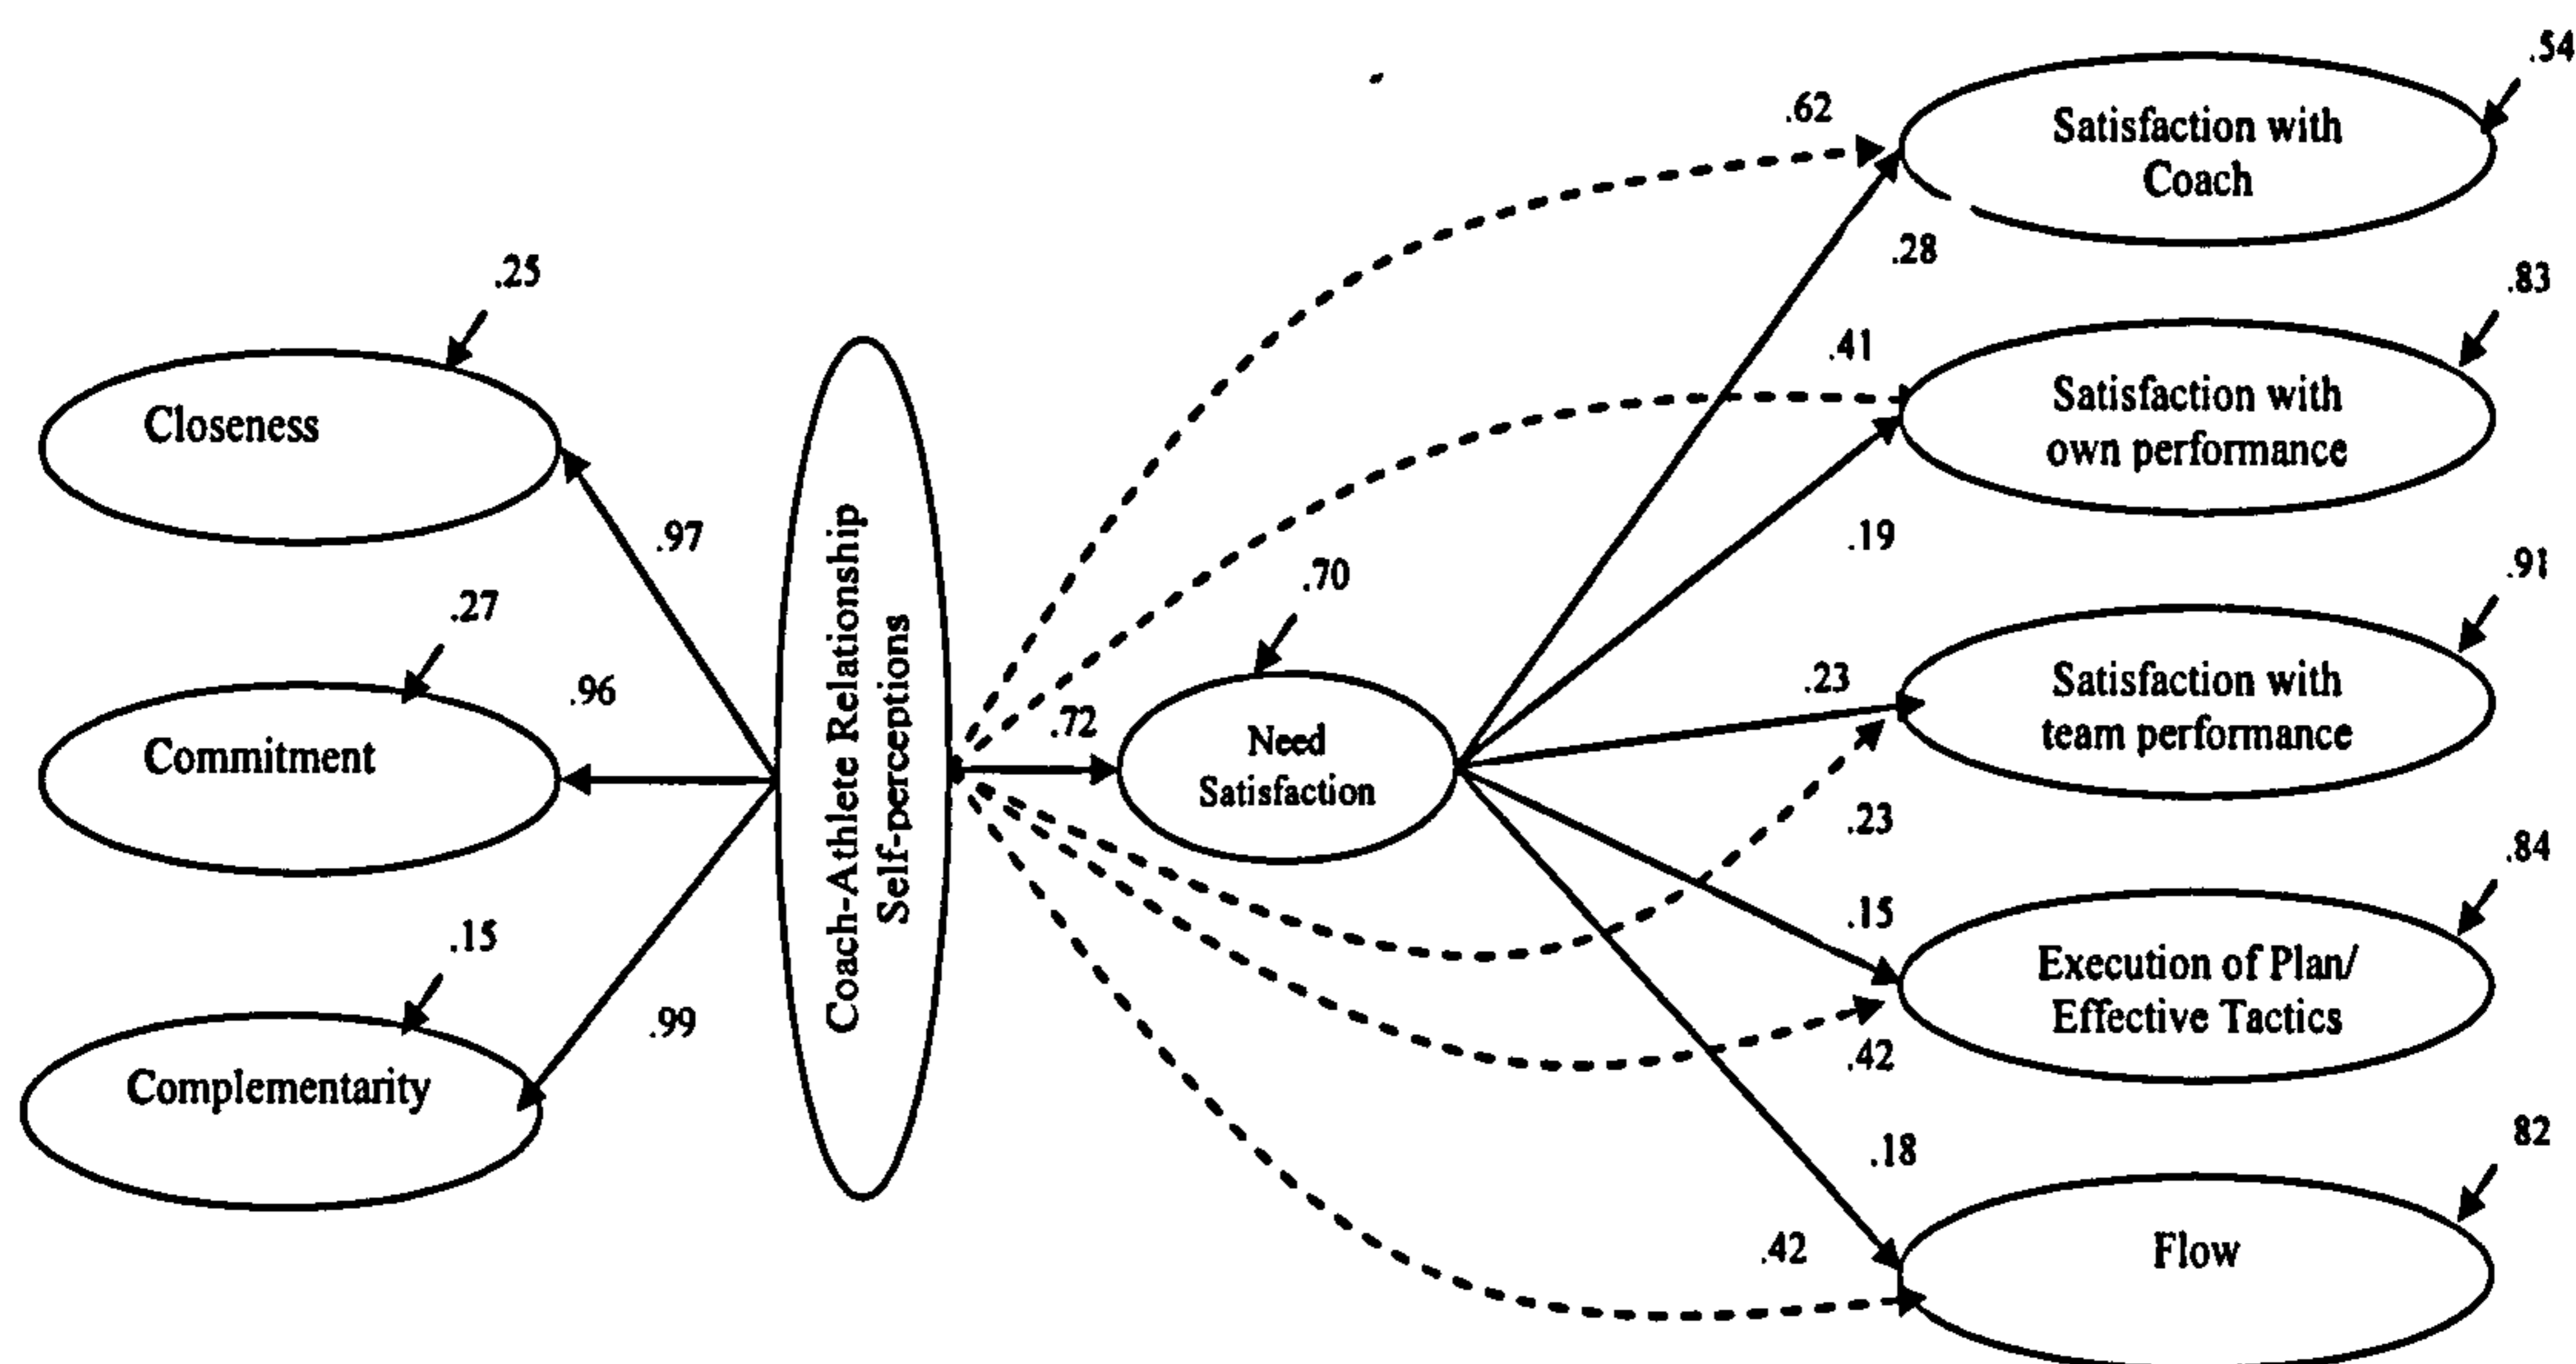 .54
.62
Satisfaction with
Coach
.28
.25
.83
.41
Closeness
Satisfaction with
own performance
.97
.19
.70
.91
.27
.96
Coach-Athlete Relationship
Self-perceptions
.72
.23
Commitment
Need
Satisfaction
Satisfaction with
team performance
.23
.84
.15
.15
Execution of Plan/
Effective Tactics
.99
.42
Complementarity
82
.18
.42
Flow